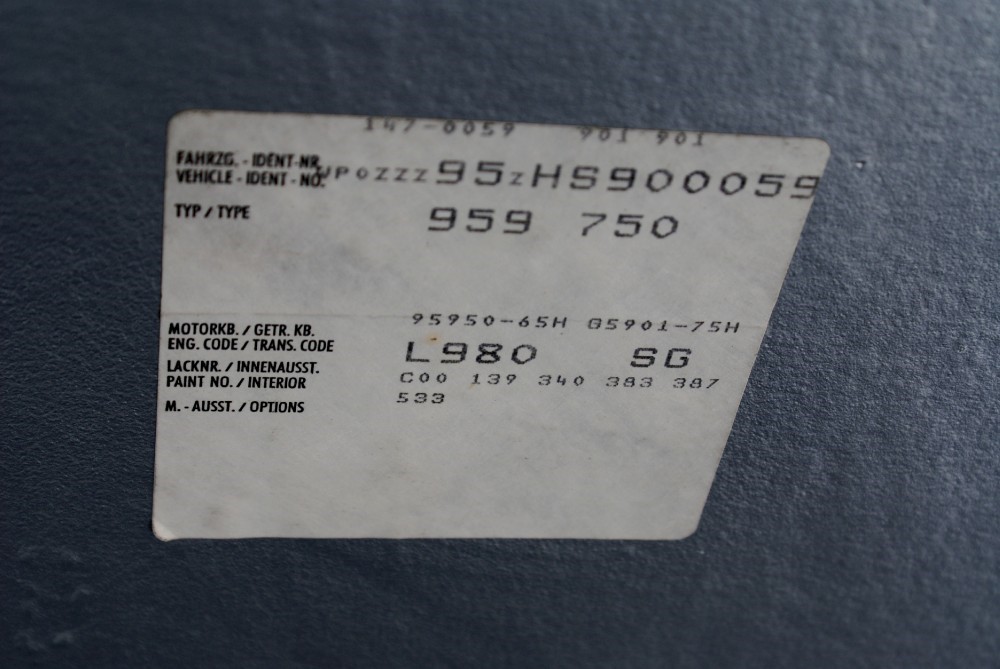 147-0059 901 901
FAHRZG. - IDENT-NR.
VEHICLE - IDENT - NO. WP0ZZZ95ZHS900059
TYP / TYPE 959 750
MOTORKB. / GETR. KB. 95950-65H G5901-75H
ENG. CODE / TRANS. CODE
LACKNR. / INNENAUSST. L980 SG
PAINT NO. / INTERIOR C00 139 340 383 387
M. - AUSST. / OPTIONS 533